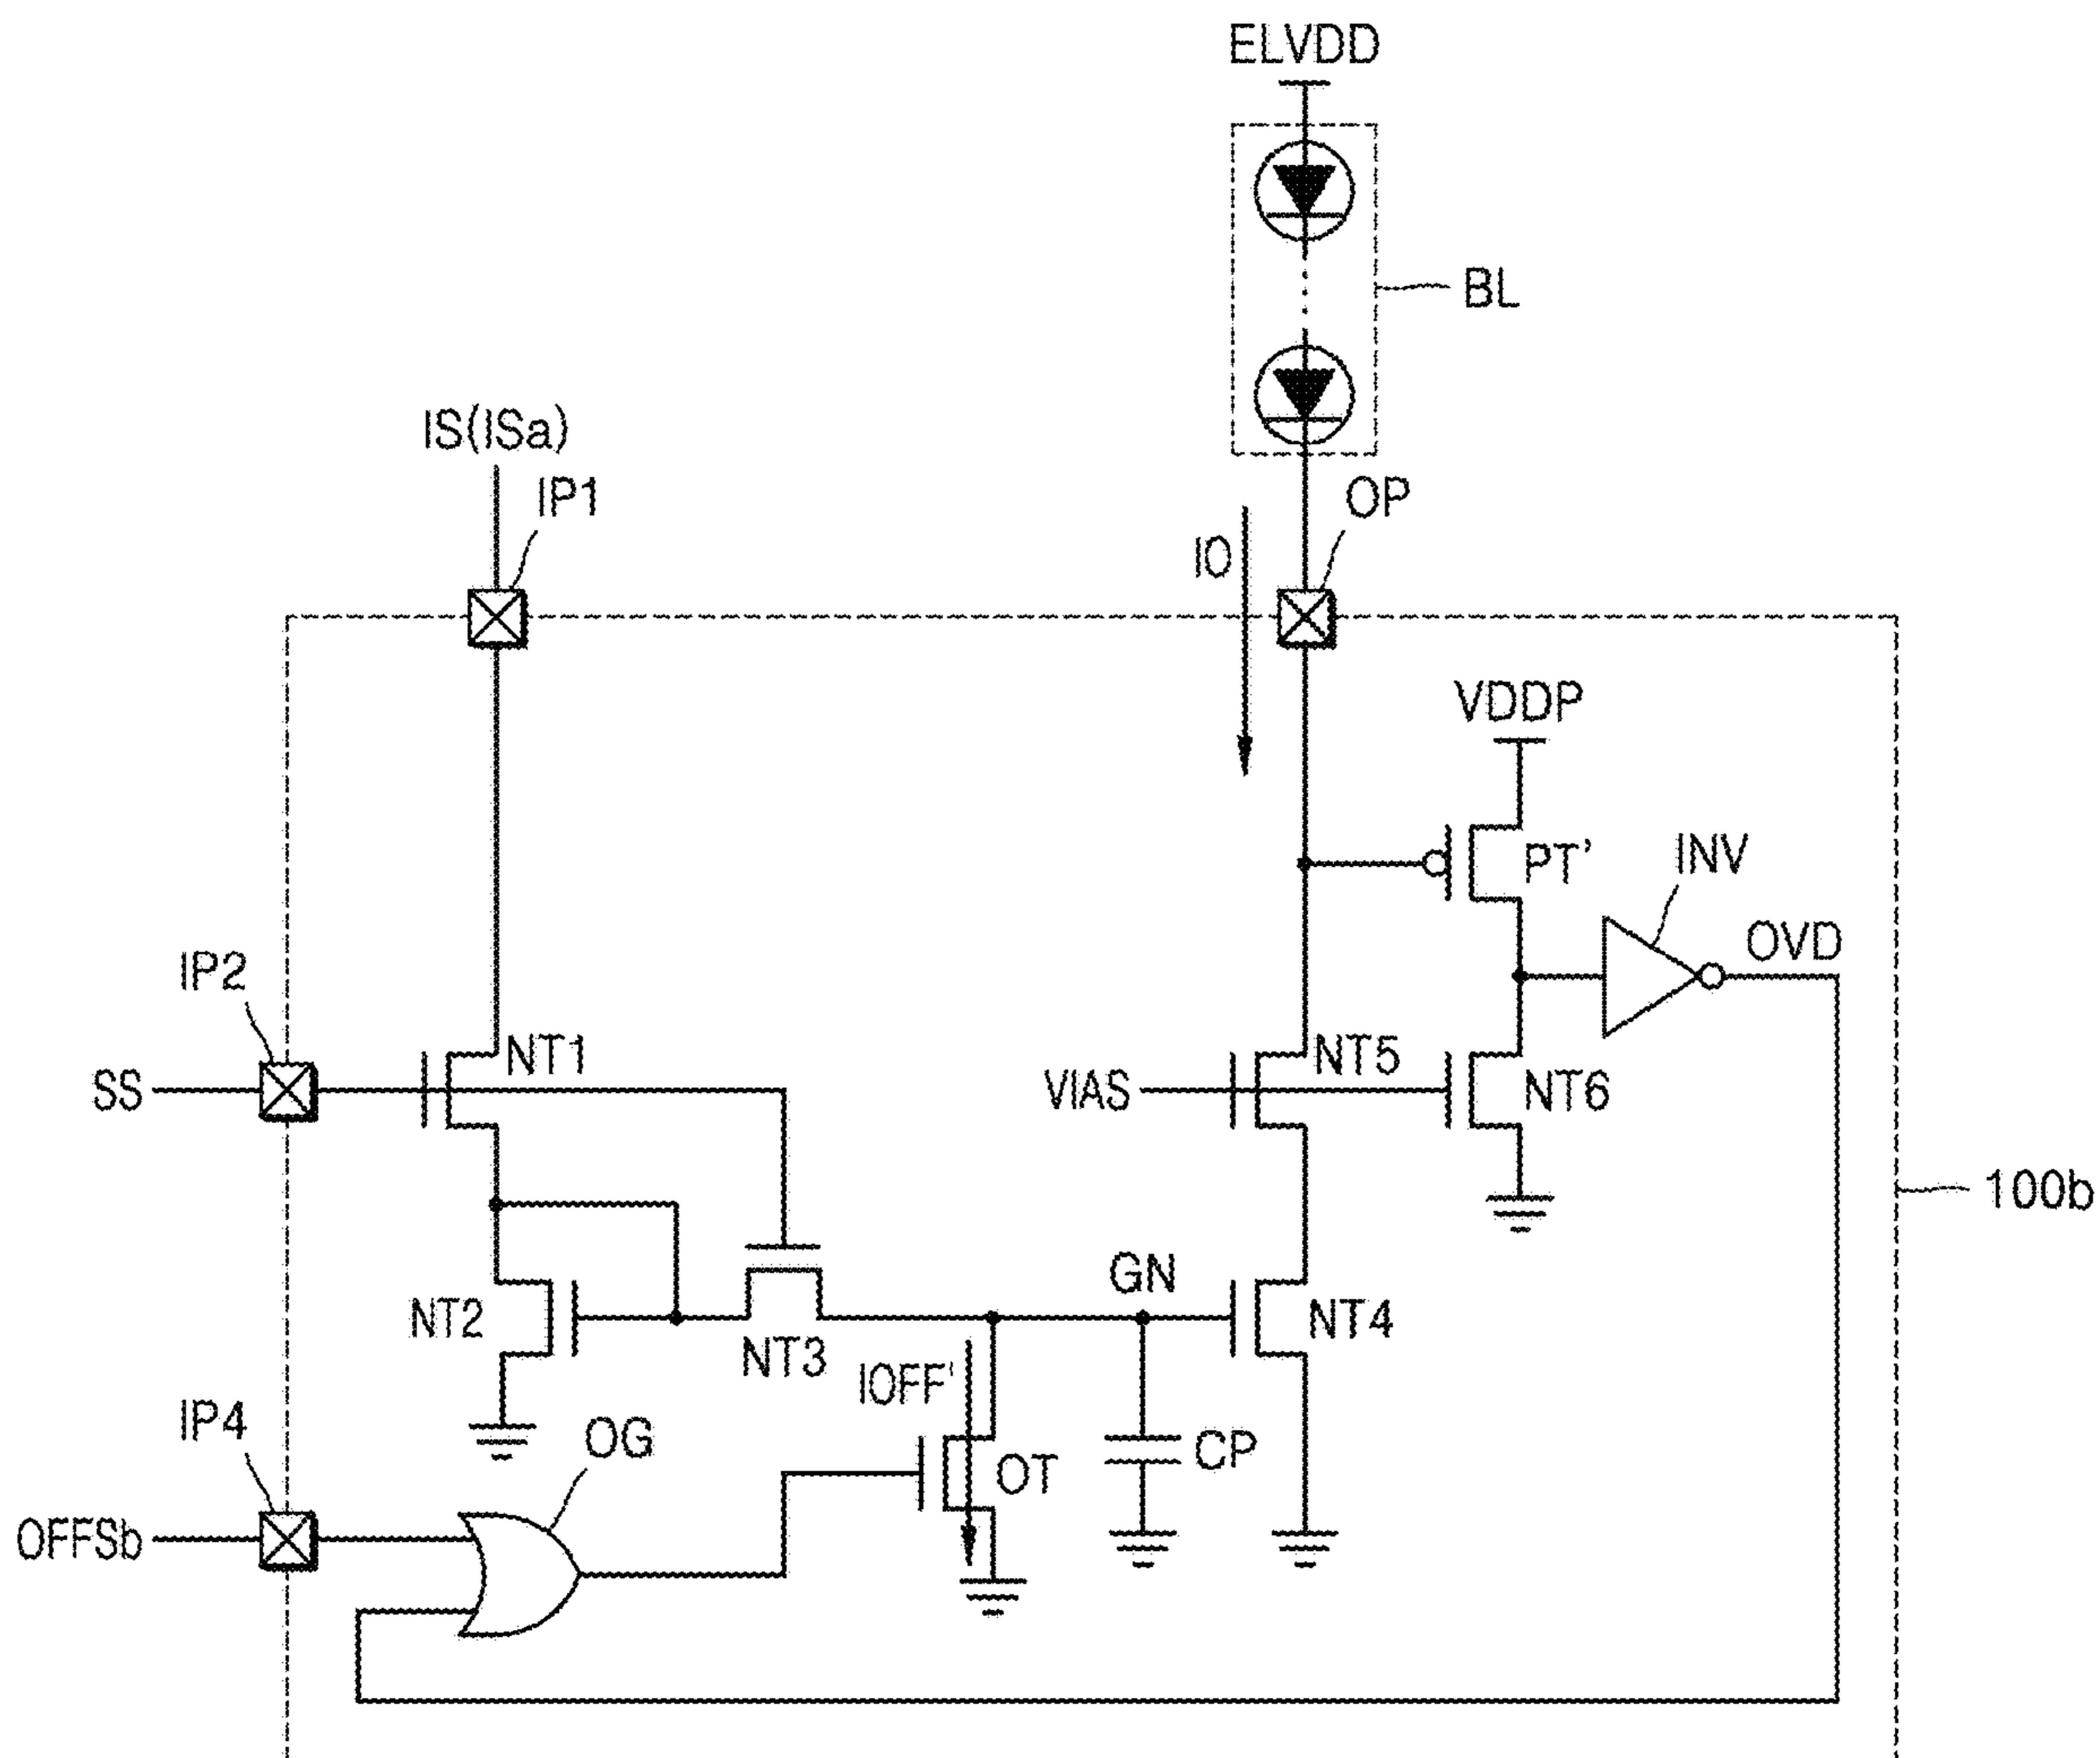 ELVDD
BL
IS(ISa)
IP1
OP
IO
VDDP
PT'
INV
OVD
IP2
NT1
NT5
SS
VIAS
NT6
100b
GN
NT2
NT3
NT4
IOFF'
IP4
OG
OT
CP
OFFSb